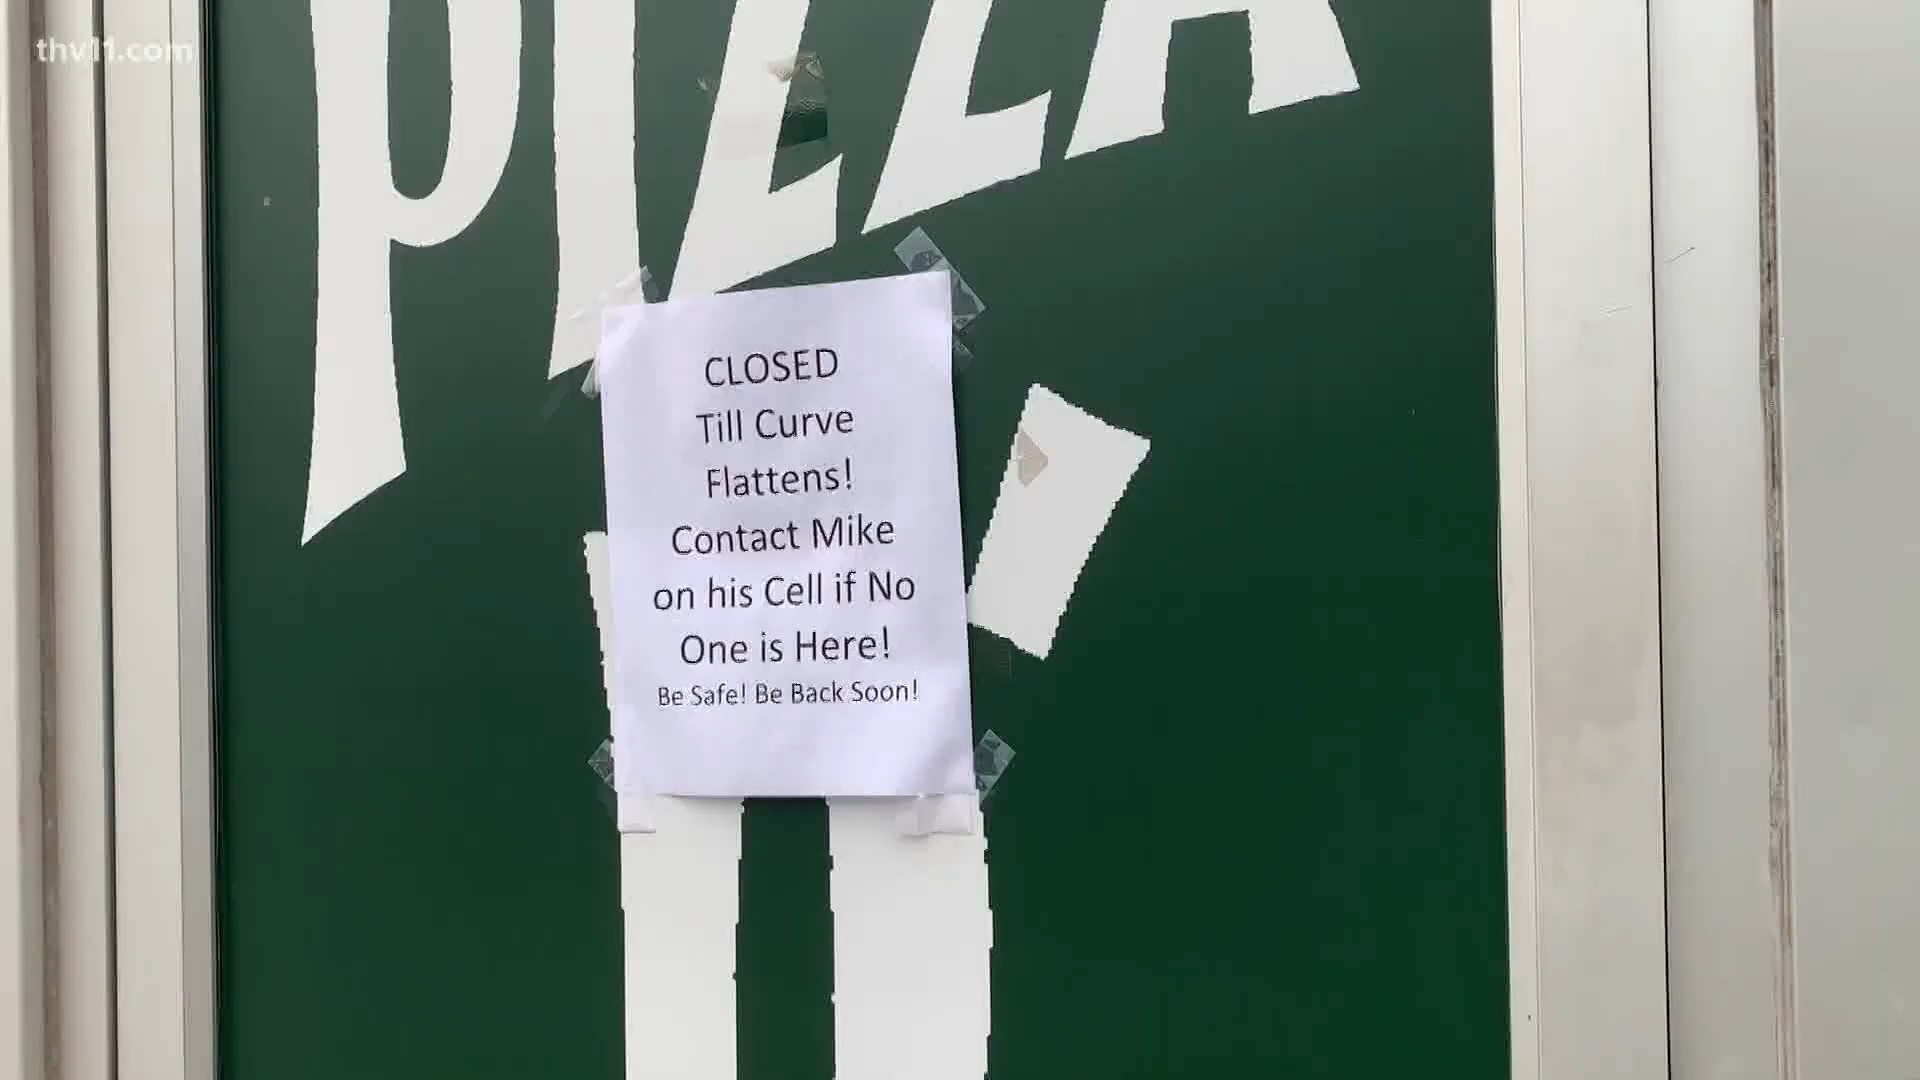 thv11.com
PIZZA
CLOSED
Till Curve
Flattens!
Contact Mike
on his Cell if No
One is Here!
Be Safe! Be Back Soon!